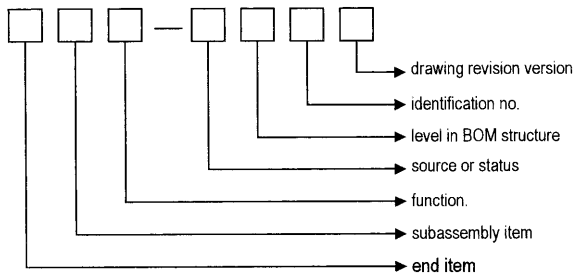 drawing revision version
identification no.
level in BOM structure
source or status
function.
subassembly item
end item